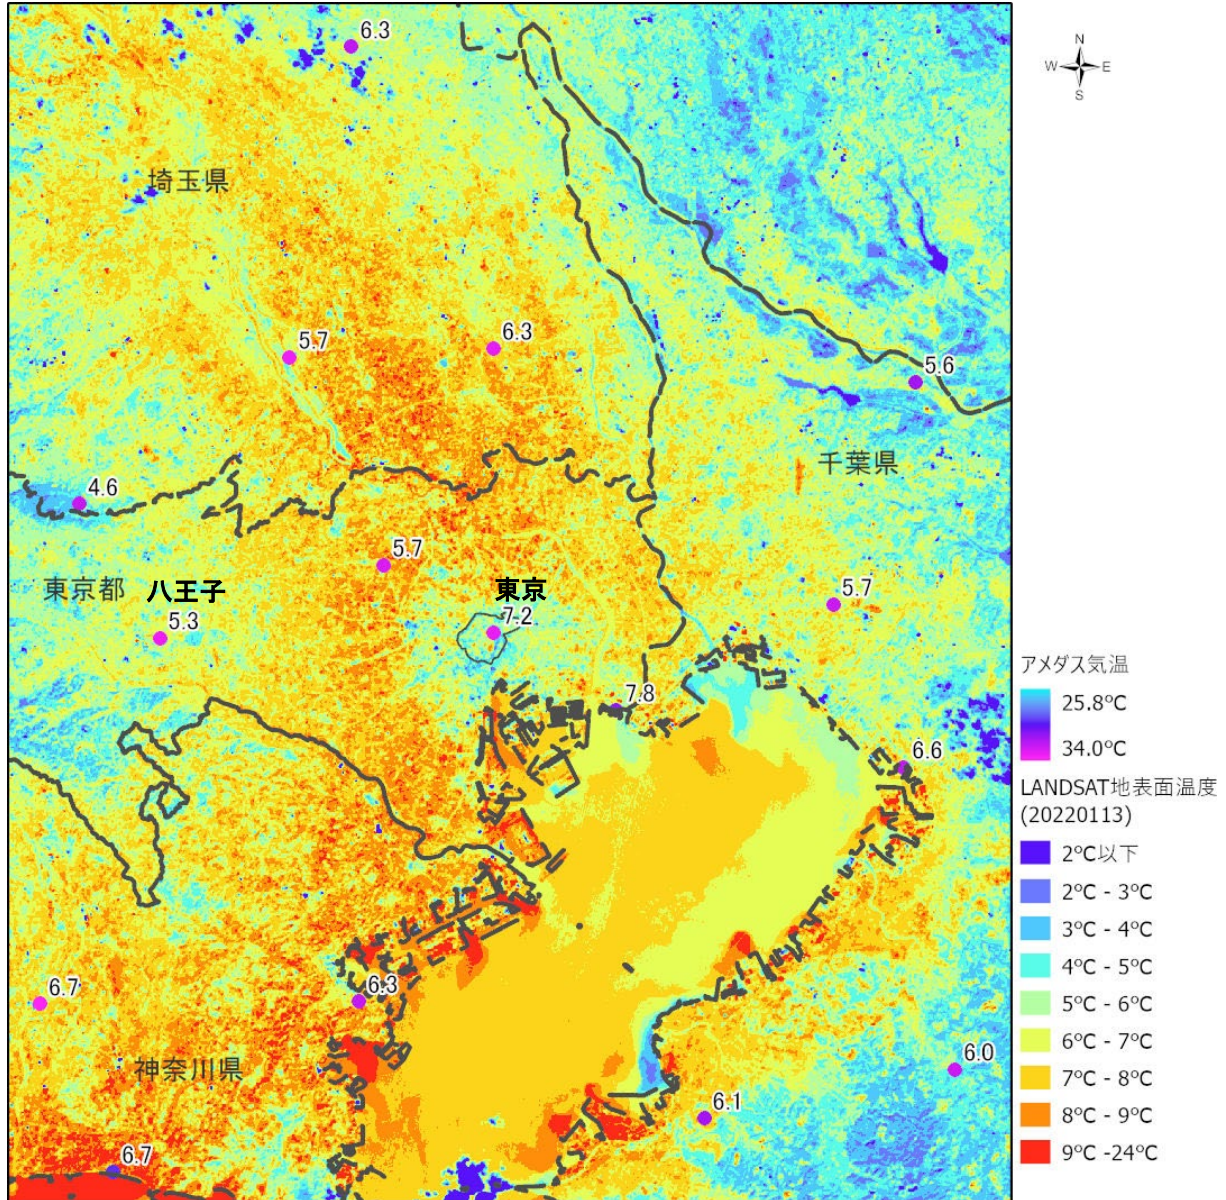 6.3
N
W E
S
埼玉県
5.7
6.3
5.6
千葉県
4.6
5.7
東京都 八王子
東京
5.3
7.2
5.7
7.8
6.6
アメダス気温
25.8℃
34.0℃
LANDSAT地表面温度
(20220113)
2℃以下
2℃ - 3℃
3℃ - 4℃
4℃ - 5℃
5℃ - 6℃
6℃ - 7℃
7℃ - 8℃
8℃ - 9℃
9℃ -24℃
6.7
6.3
神奈川県
6.0
6.1
6.7